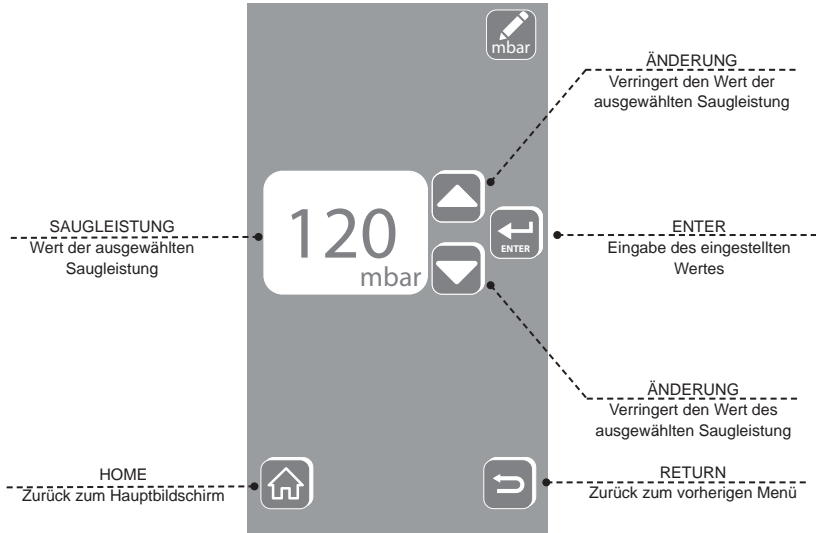 mbar
ÄNDERUNG
Verringert den Wert der
ausgewählten Saugleistung
SAUGLEISTUNG
Wert der ausgewählten
Saugleistung
120
mbar
ENTER
ENTER
Eingabe des eingestellten
Wertes
ÄNDERUNG
Verringert den Wert des
ausgewählten Saugleistung
HOME
Zurück zum Hauptbildschirm
RETURN
Zurück zum vorherigen Menü